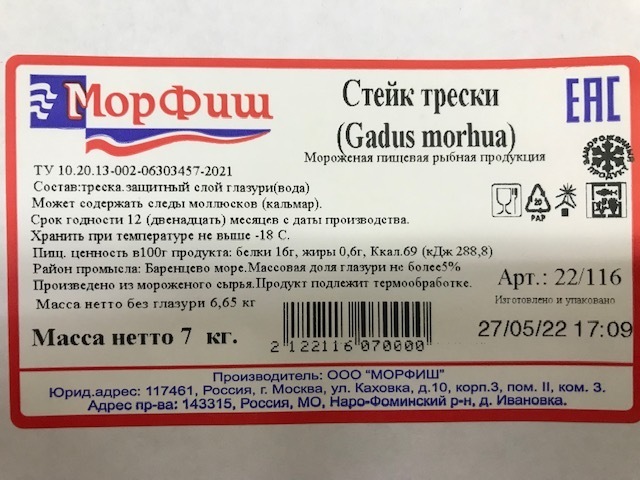 МорФиш
Стейк трески
(Gadus morhua)
Мороженая пищевая рыбная продукция
EAC
ЗАМОРОЖЕННЫЙ ПРОДУКТ
ТУ 10.20.13-002-06303457-2021
Состав:треска.защитный слой глазури(вода)
Может содержать следы моллюсков (кальмар).
Срок годности 12 (двенадцать) месяцев с даты производства.
Хранить при температуре не выше -18 С.
Пищ. ценность в100г продукта: белки 16г, жиры 0,6г, Ккал.69 (кДж 288,8)
Район промысла: Баренцево море.Массовая доля глазури не более5%
Произведено из мороженого сырья.Продукт подлежит термообработке.
Масса нетто без глазури 6,65 кг
Масса нетто 7 кг.
20
PAP
Арт.: 22/116
Изготовлено и упаковано
27/05/22 17:09
2 122116 070000
Производитель: ООО "МОРФИШ"
Юрид.адрес: 117461, Россия, г. Москва, ул. Каховка, д.10, корп.3, пом. II, ком. 3.
Адрес пр-ва: 143315, Россия, МО, Наро-Фоминский р-н, д. Ивановка.